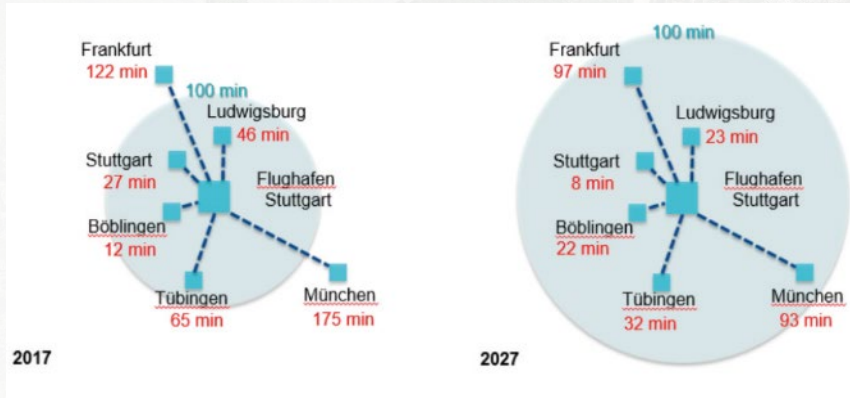 Frankfurt
122 min
100 min
Ludwigsburg
46 min
Stuttgart
27 min
Flughafen
Stuttgart
Böblingen
12 min
Tübingen
65 min
München
175 min
2017
100 min
Frankfurt
97 min
Ludwigsburg
23 min
Stuttgart
8 min
Flughafen
Stuttgart
Böblingen
22 min
Tübingen
32 min
München
93 min
2027